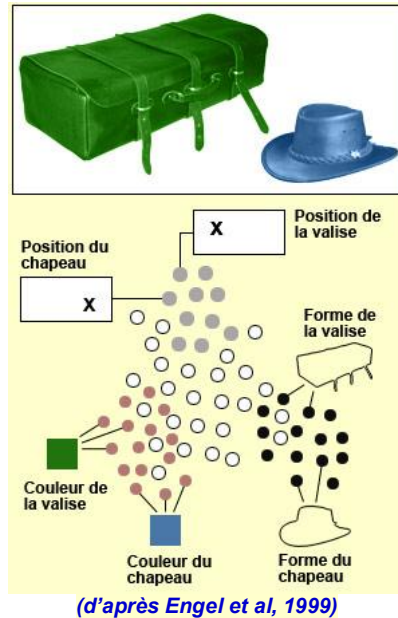 X
Position de
la valise
Position du
chapeau
X
Forme de
la valise
Couleur de
la valise
Couleur du
chapeau
Forme du
chapeau
(d'après Engel et al, 1999)